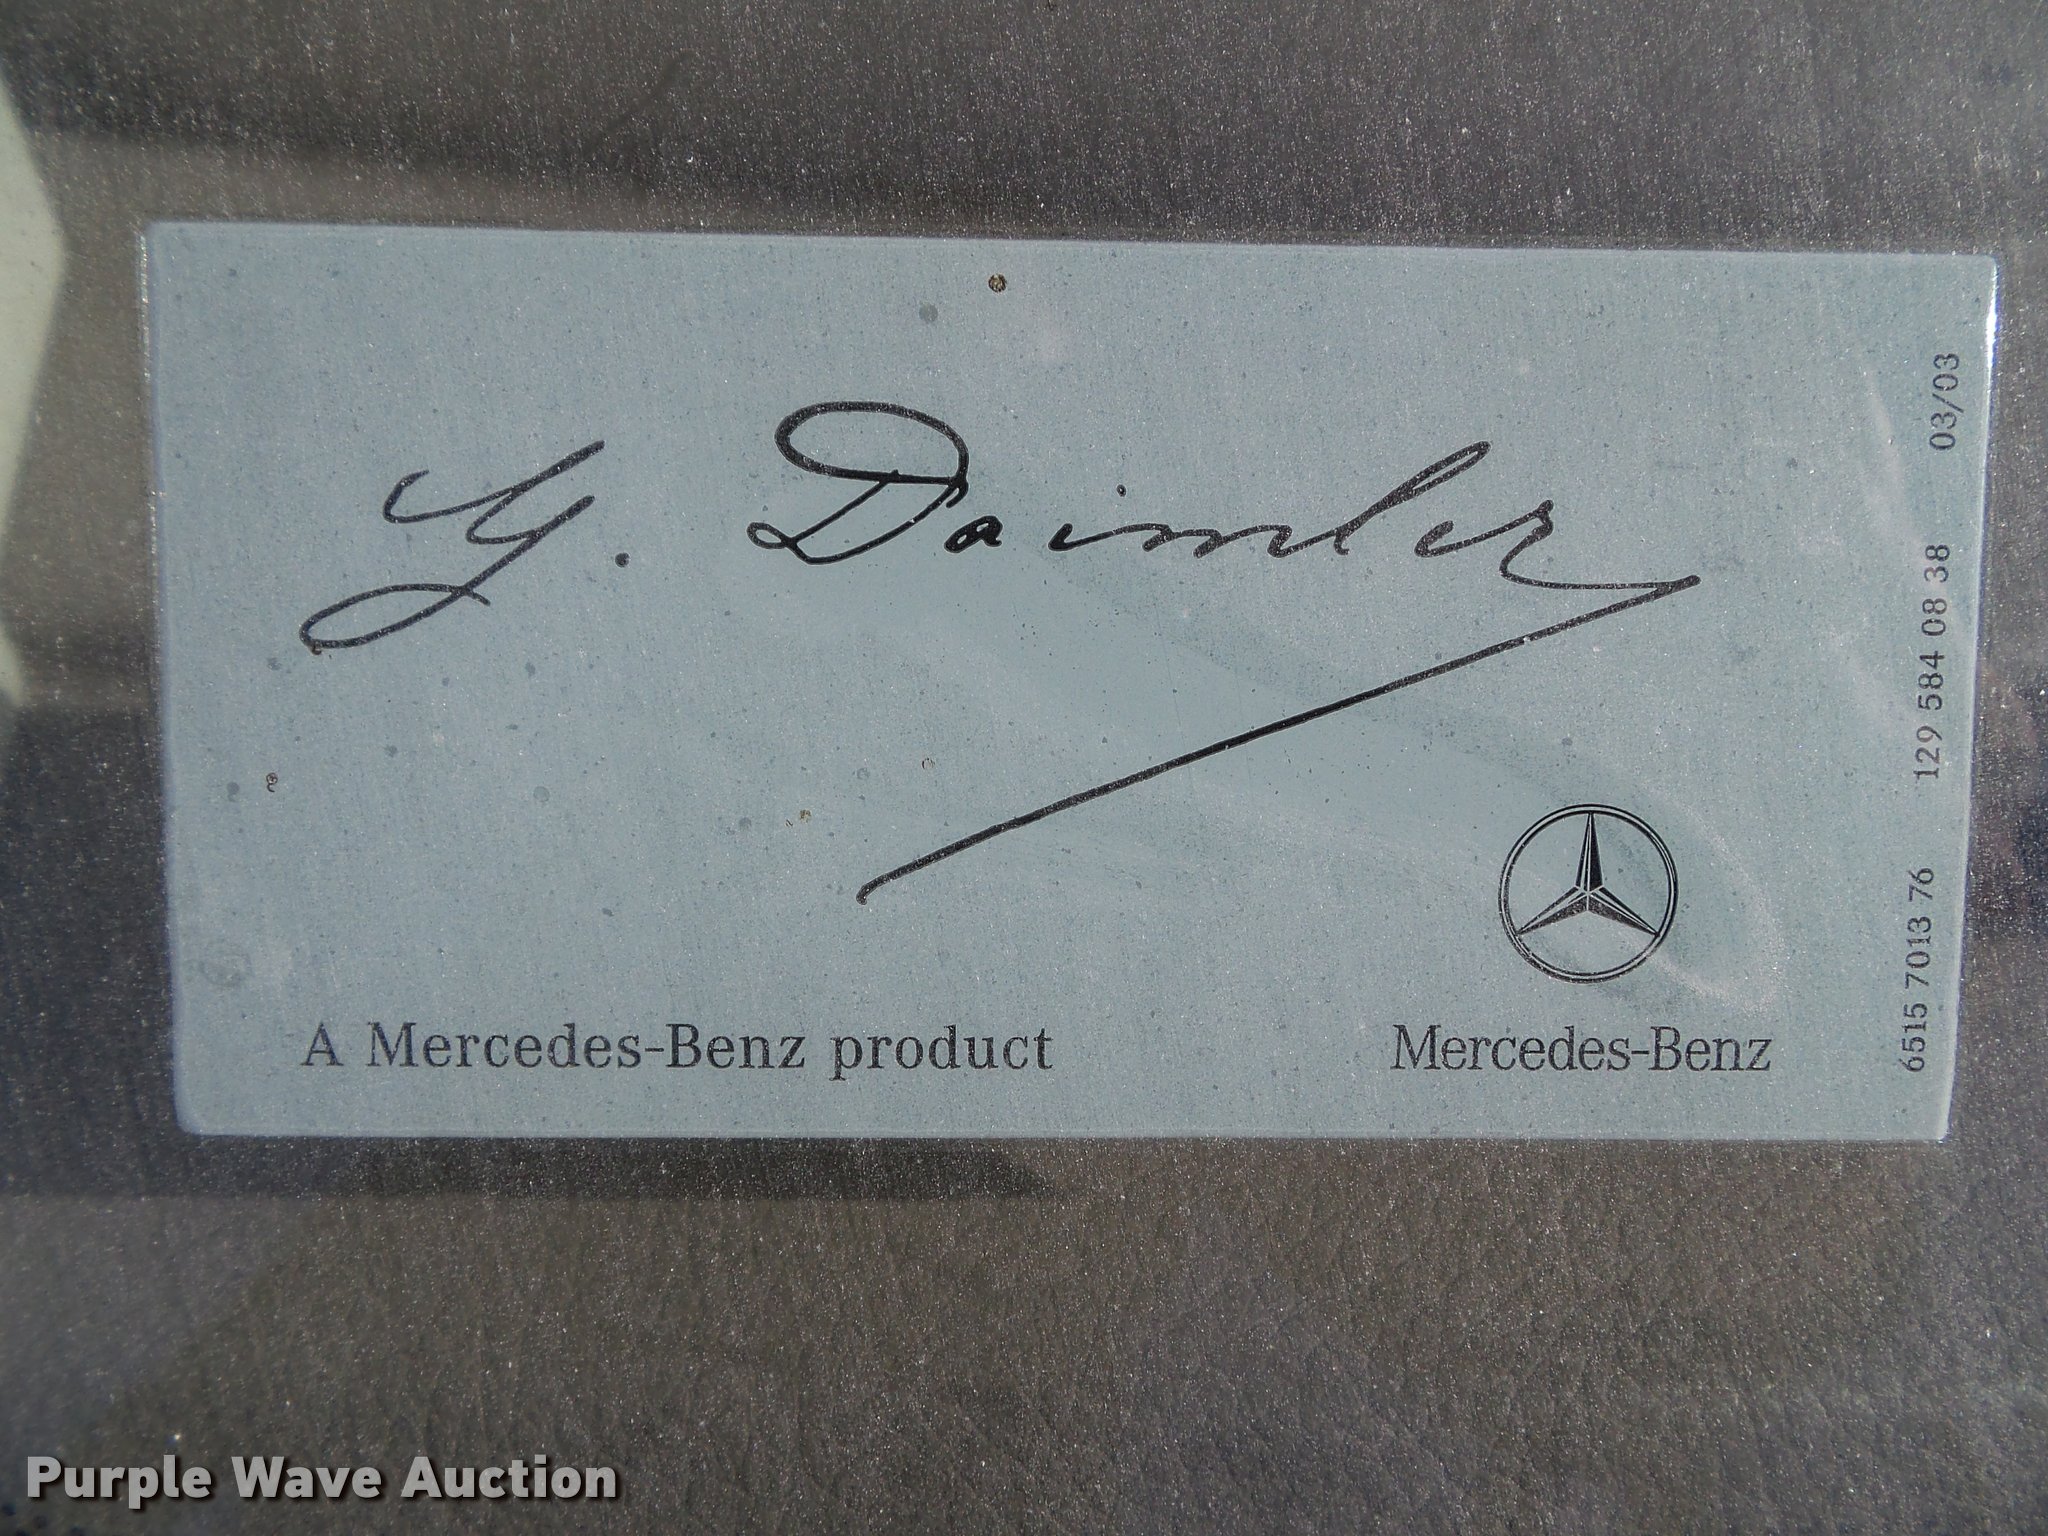 G. Daimler
A Mercedes-Benz product
Mercedes-Benz
6515 7013 76 129 584 08 38 03/03
Purple Wave Auction